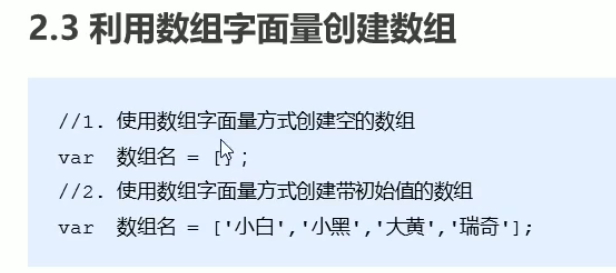 2.3 利用数组字面量创建数组
//1. 使用数组字面量方式创建空的数组
var 数组名 = [];
//2. 使用数组字面量方式创建带初始值的数组
var 数组名 = ['小白','小黑','大黄','瑞奇'];